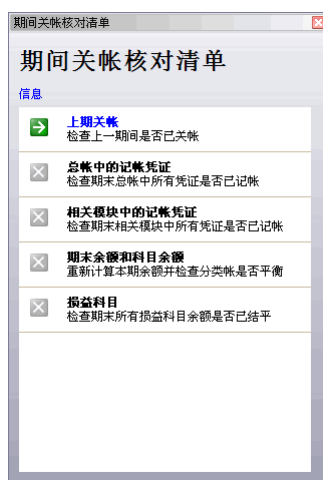 期间关帐核对清单
期间关帐核对清单
信息
上期关帐
检查上一期间是否已关帐
总帐中的记帐凭证
检查期末总帐中所有凭证是否已记帐
相关模块中的记帐凭证
检查期末相关模块中所有凭证是否已记帐
期末余额和科目余额
重新计算本期余额并检查分类帐是否平衡
损益科目
检查期末所有损益科目余额是否已结平